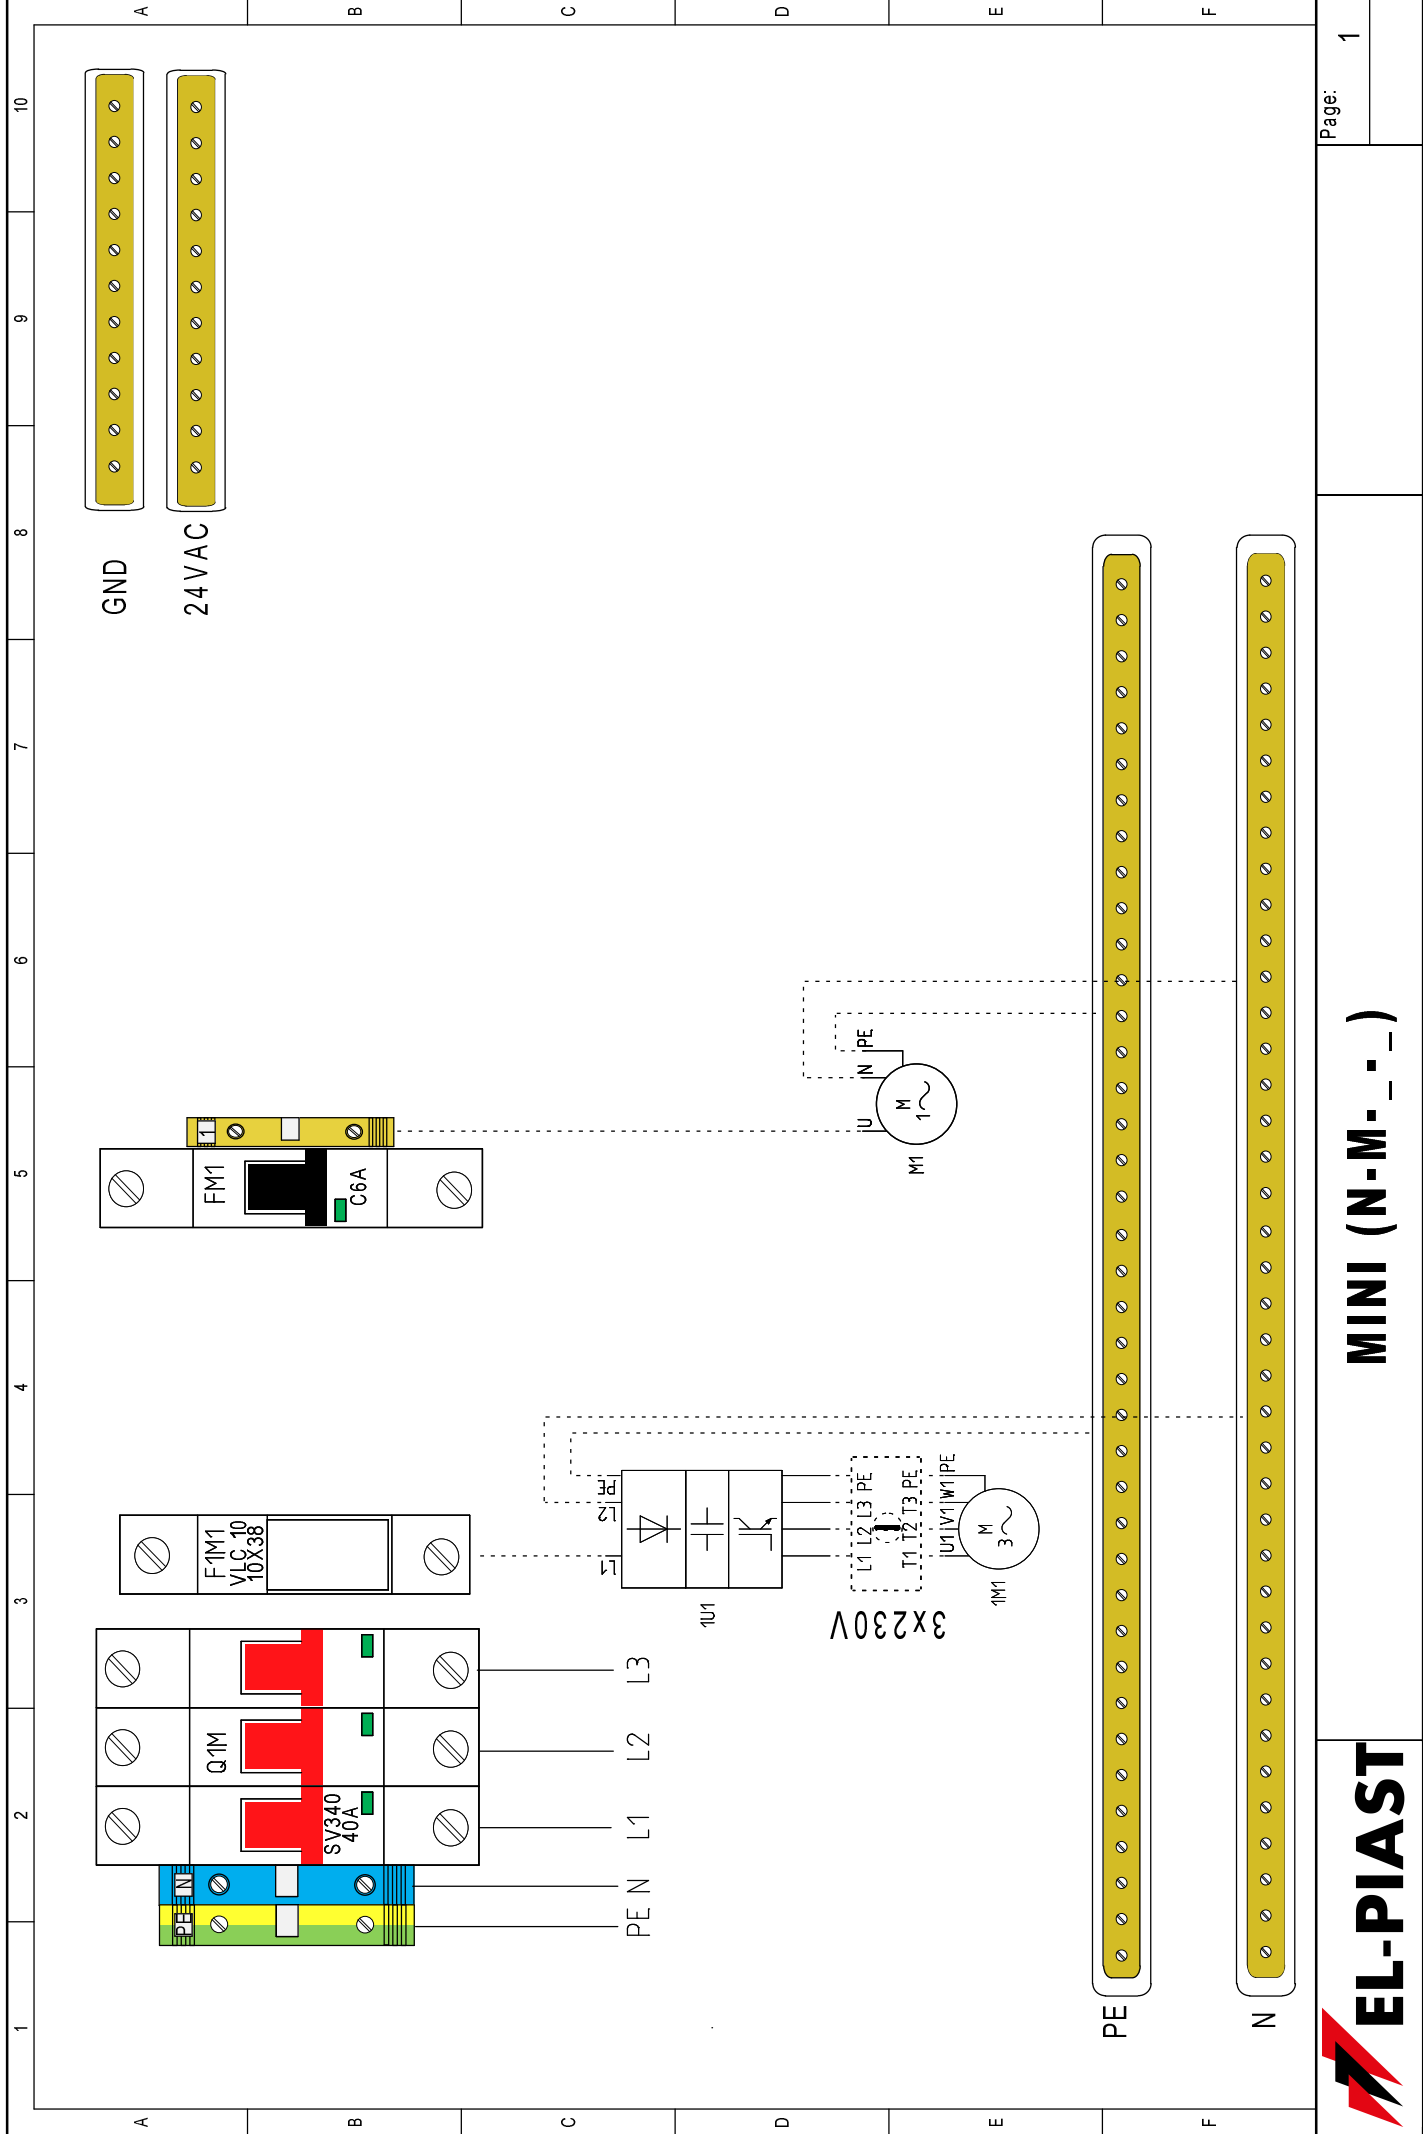 1 2 3 4 5 6 7 8 9 10
A
B
C
D
E
F
A
B
C
D
E
F
GND
24VAC
PE
N
Q1M
SV340
40A
PE N L1 L2 L3
F1M1
VLC 10
10X38
FM1
C6A
1
L1 L2 PE
1U1
3x230V
L1 L2 L3 PE
T1 T2 T3 PE
U1 V1 W1 PE
M
3
1M1
U N PE
M
1
M1
PE
N
EL-PIAST
MINI (N-M-_-_)
Page:
1